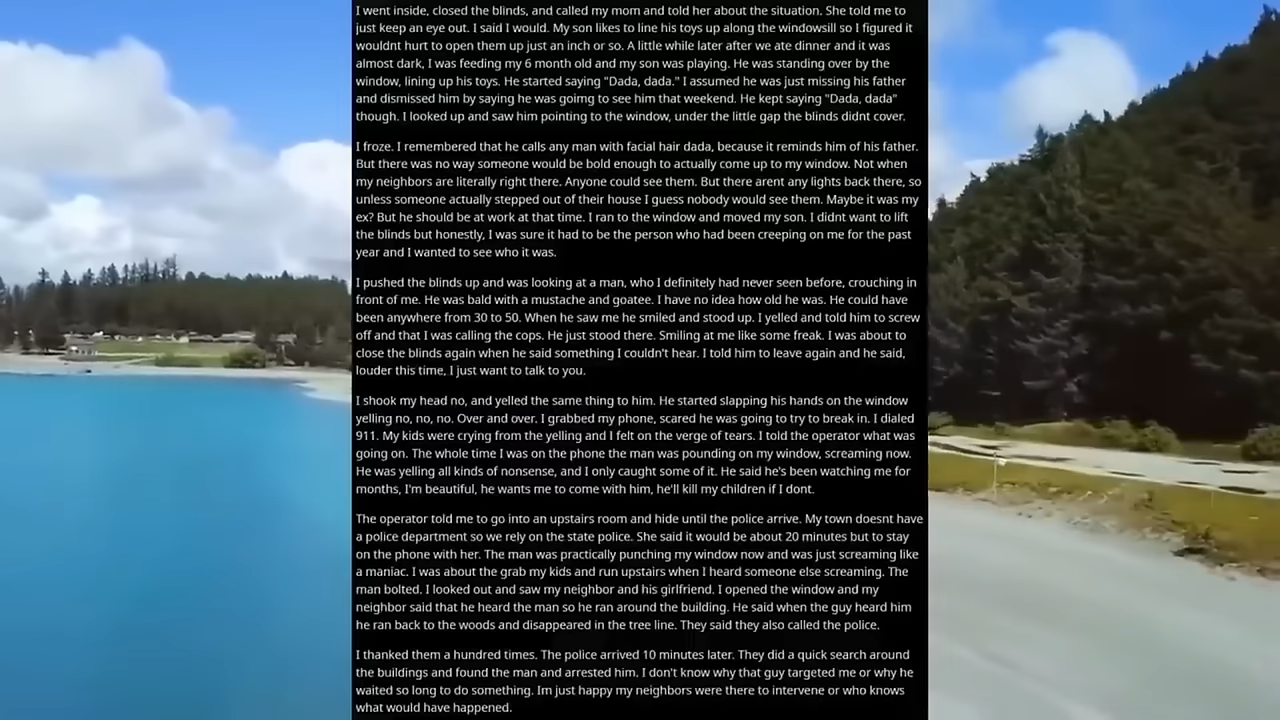 I went inside, closed the blinds, and called my mom and told her about the situation. She told me to
just keep an eye out. I said I would. My son likes to line his toys up along the windowsill so I figured it
wouldnt hurt to open them up just an inch or so. A little while later after we ate dinner and it was
almost dark, I was feeding my 6 month old and my son was playing. He was standing over by the
window, lining up his toys. He started saying "Dada, dada." I assumed he was just missing his father
and dismissed him by saying he was goimg to see him that weekend. He kept saying "Dada, dada"
though. I looked up and saw him pointing to the window, under the little gap the blinds didnt cover.
I froze. I remembered that he calls any man with facial hair dada, because it reminds him of his father.
But there was no way someone would be bold enough to actually come up to my window. Not when
my neighbors are literally right there. Anyone could see them. But there arent any lights back there, so
unless someone actually stepped out of their house I guess nobody would see them. Maybe it was my
ex? But he should be at work at that time. I ran to the window and moved my son. I didnt want to lift
the blinds but honestly, I was sure it had to be the person who had been creeping on me for the past
year and I wanted to see who it was.
I pushed the blinds up and was looking at a man, who I definitely had never seen before, crouching in
front of me. He was bald with a mustache and goatee. I have no idea how old he was. He could have
been anywhere from 30 to 50. When he saw me he smiled and stood up. I yelled and told him to screw
off and that I was calling the cops. He just stood there. Smiling at me like some freak. I was about to
close the blinds again when he said something I couldn't hear. I told him to leave again and he said,
louder this time, I just want to talk to you.
I shook my head no, and yelled the same thing to him. He started slapping his hands on the window
yelling no, no, no. Over and over. I grabbed my phone, scared he was going to try to break in. I dialed
911. My kids were crying from the yelling and I felt on the verge of tears. I told the operator what was
going on. The whole time I was on the phone the man was pounding on my window, screaming now.
He was yelling all kinds of nonsense, and I only caught some of it. He said he's been watching me for
months, I'm beautiful, he wants me to come with him, he'll kill my children if I dont.
The operator told me to go into an upstairs room and hide until the police arrive. My town doesnt have
a police department so we rely on the state police. She said it would be about 20 minutes but to stay
on the phone with her. The man was practically punching my window now and was just screaming like
a maniac. I was about the grab my kids and run upstairs when I heard someone else screaming. The
man bolted. I looked out and saw my neighbor and his girlfriend. I opened the window and my
neighbor said that he heard the man so he ran around the building. He said when the guy heard him
he ran back to the woods and disappeared in the tree line. They said they also called the police.
I thanked them a hundred times. The police arrived 10 minutes later. They did a quick search around
the buildings and found the man and arrested him. I don't know why that guy targeted me or why he
waited so long to do something. Im just happy my neighbors were there to intervene or who knows
what would have happened.